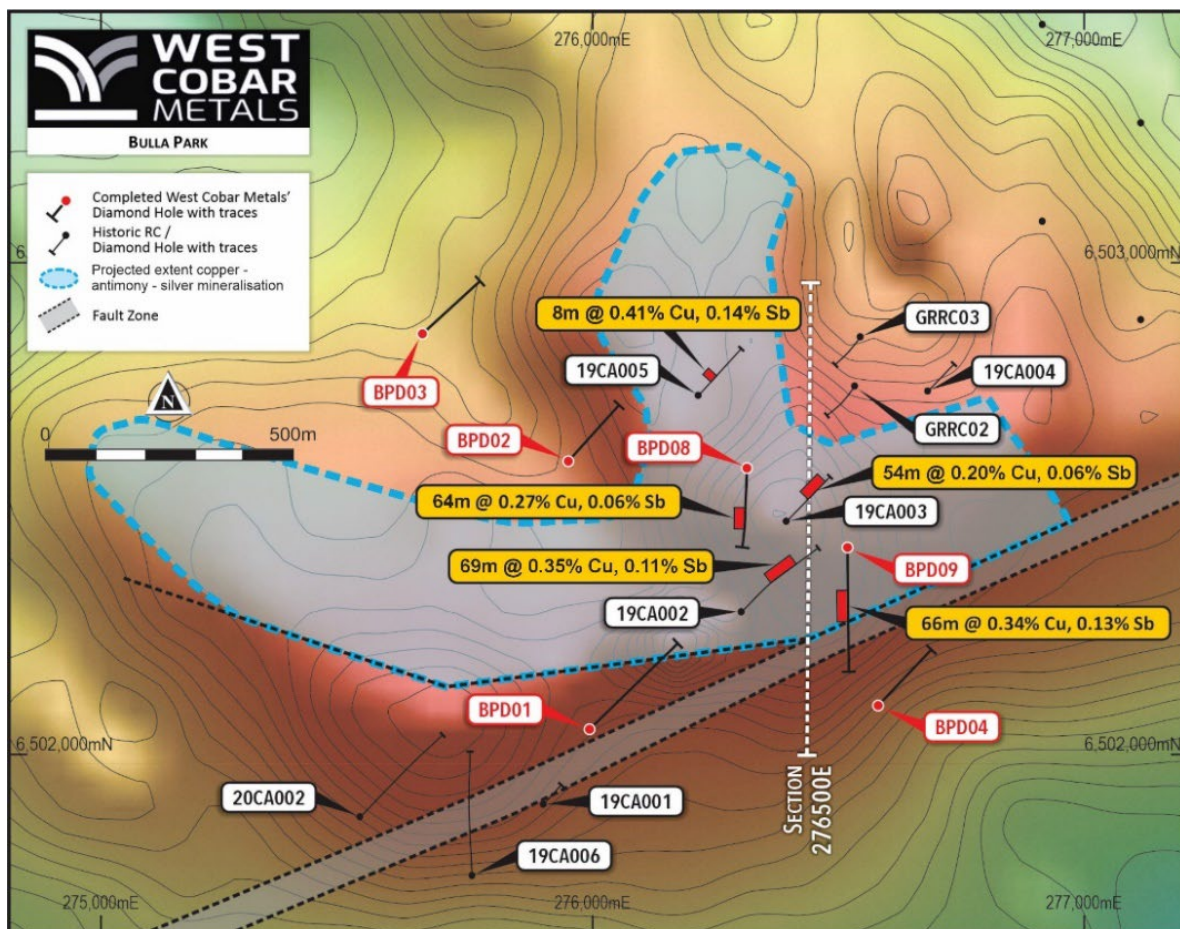 WEST
COBAR
METALS
BULLA PARK
276,000mE
277,000mE
Completed West Cobar Metals'
Diamond Hole with traces
Historic RC /
Diamond Hole with traces
Projected extent copper -
antimony - silver mineralisation
Fault Zone
6,503,000mN
8m @ 0.41% Cu, 0.14% Sb
GRRC03
19CA005
19CA004
BPD03
N
0
500m
BPD02
BPD08
GRRC02
64m @ 0.27% Cu, 0.06% Sb
54m @ 0.20% Cu, 0.06% Sb
19CA003
69m @ 0.35% Cu, 0.11% Sb
BPD09
19CA002
66m @ 0.34% Cu, 0.13% Sb
BPD01
BPD04
6,502,000mN
6,502,000mN
SECTION
276500E
20CA002
19CA001
19CA006
275,000mE
276,000mE
277,000mE